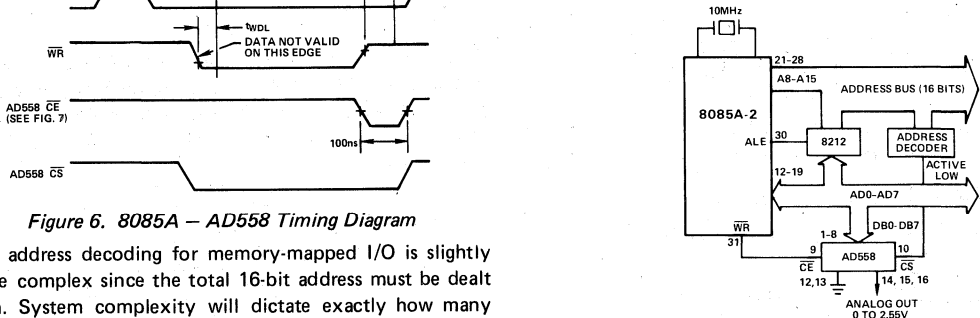 tWDL
DATA NOT VALID
ON THIS EDGE
WR
AD558 CE
(SEE FIG. 7)
100ns
AD558 CS
Figure 6. 8085A — AD558 Timing Diagram
address decoding for memory-mapped I/O is slightly
complex since the total 16-bit address must be dealt
System complexity will dictate exactly how many
10MHz
21-28
A8-A15
ADDRESS BUS (16 BITS)
8085A-2
ALE
30
8212
ADDRESS
DECODER
ACTIVE
LOW
12-19
AD0-AD7
WR
31
1-8
DB0-DB7
9
10
AD558
CE
CS
12,13
14, 15, 16
ANALOG OUT
0 TO 2.55V